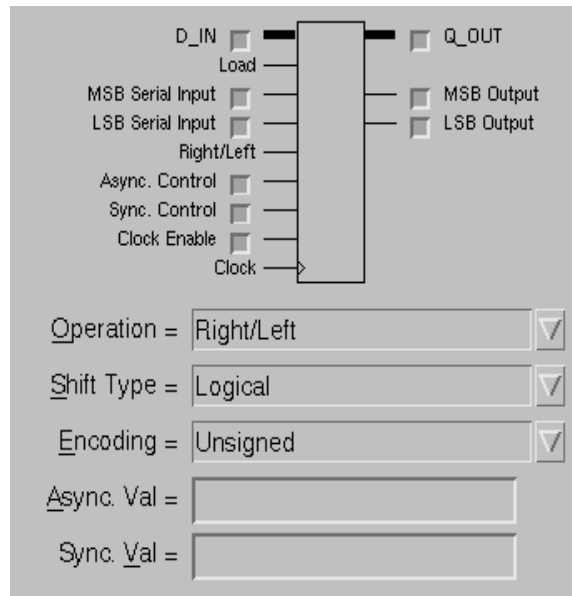 D_IN Q_OUT
Load
MSB Serial Input MSB Output
LSB Serial Input LSB Output
Right/Left
Async. Control
Sync. Control
Clock Enable
Clock
Operation = Right/Left
Shift Type = Logical
Encoding = Unsigned
Async. Val =
Sync. Val =